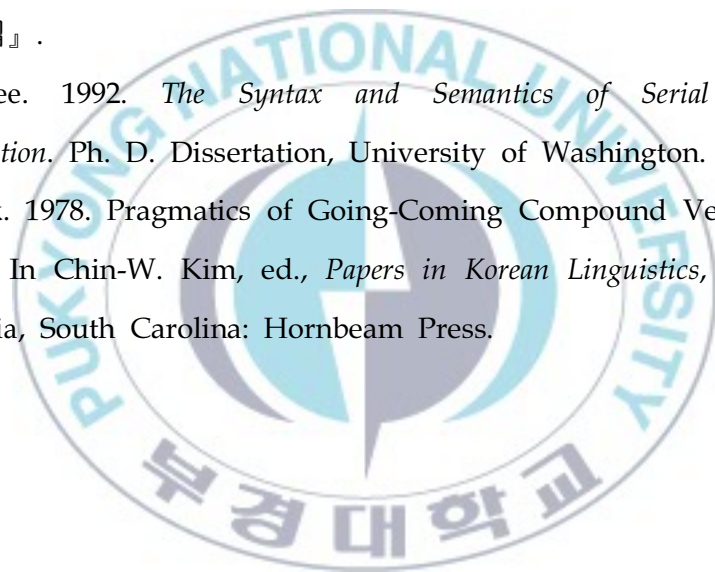 』.
ee. 1992. The Syntax and Semantics of Serial
tion. Ph. D. Dissertation, University of Washington.
. 1978. Pragmatics of Going-Coming Compound Ve
In Chin-W. Kim, ed., Papers in Korean Linguistics,
ia, South Carolina: Hornbeam Press.
PUKYONG NATIONAL UNIVERSITY
부경대학교